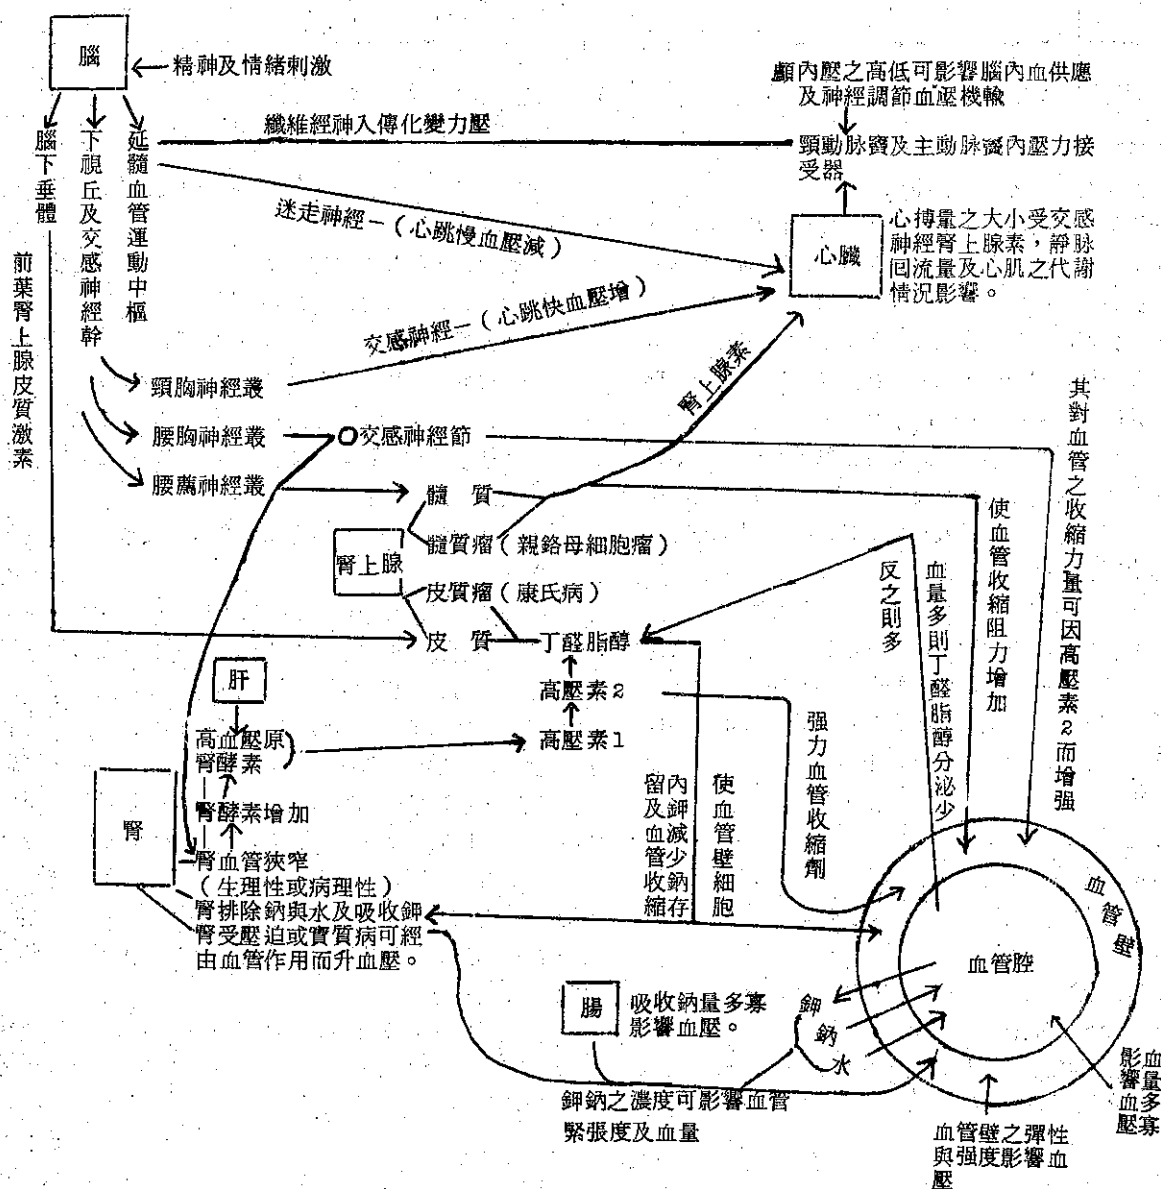 腦
精神及情緒刺激
顱內壓之高低可影響腦內血供應
及神經調節血壓機輸
纖維經神入傳化變力壓
頸動脉竇及主動脉竇內壓力接
受器
腦下垂體
下視丘及交感神經幹
延髓血管運動中樞
迷走神經－（心跳慢血壓減）
心臟
心搏量之大小受交感
神經腎上腺素，靜脉
回流量及心肌之代謝
情況影響。
前葉腎上腺皮質激素
交感神經－（心跳快血壓增）
腎上腺素
頸胸神經叢
腰胸神經叢
交感神經節
腰薦神經叢
髓質
髓質瘤（親鉻母細胞瘤）
腎上腺
皮質瘤（康氏病）
皮質
丁醛脂醇
高壓素2
高壓素1
其對血管之收縮力量可因高壓素2而增强
使血管收縮阻力增加
血量多則丁醛脂醇分泌少
反之則多
强力血管收縮劑
使血管壁細胞
內鉀減少鈉存
留及血管收縮
肝
高血壓原
腎酵素
腎酵素增加
腎
腎血管狹窄
（生理性或病理性）
腎排除鈉與水及吸收鉀
腎受壓迫或實質病可經
由血管作用而升血壓。
腸
吸收鈉量多寡
影響血壓。
鉀
鈉
水
鉀鈉之濃度可影響血管
緊張度及血量
血管壁
血管腔
血量多寡
影響血壓
血管壁之彈性
與强度影響血
壓